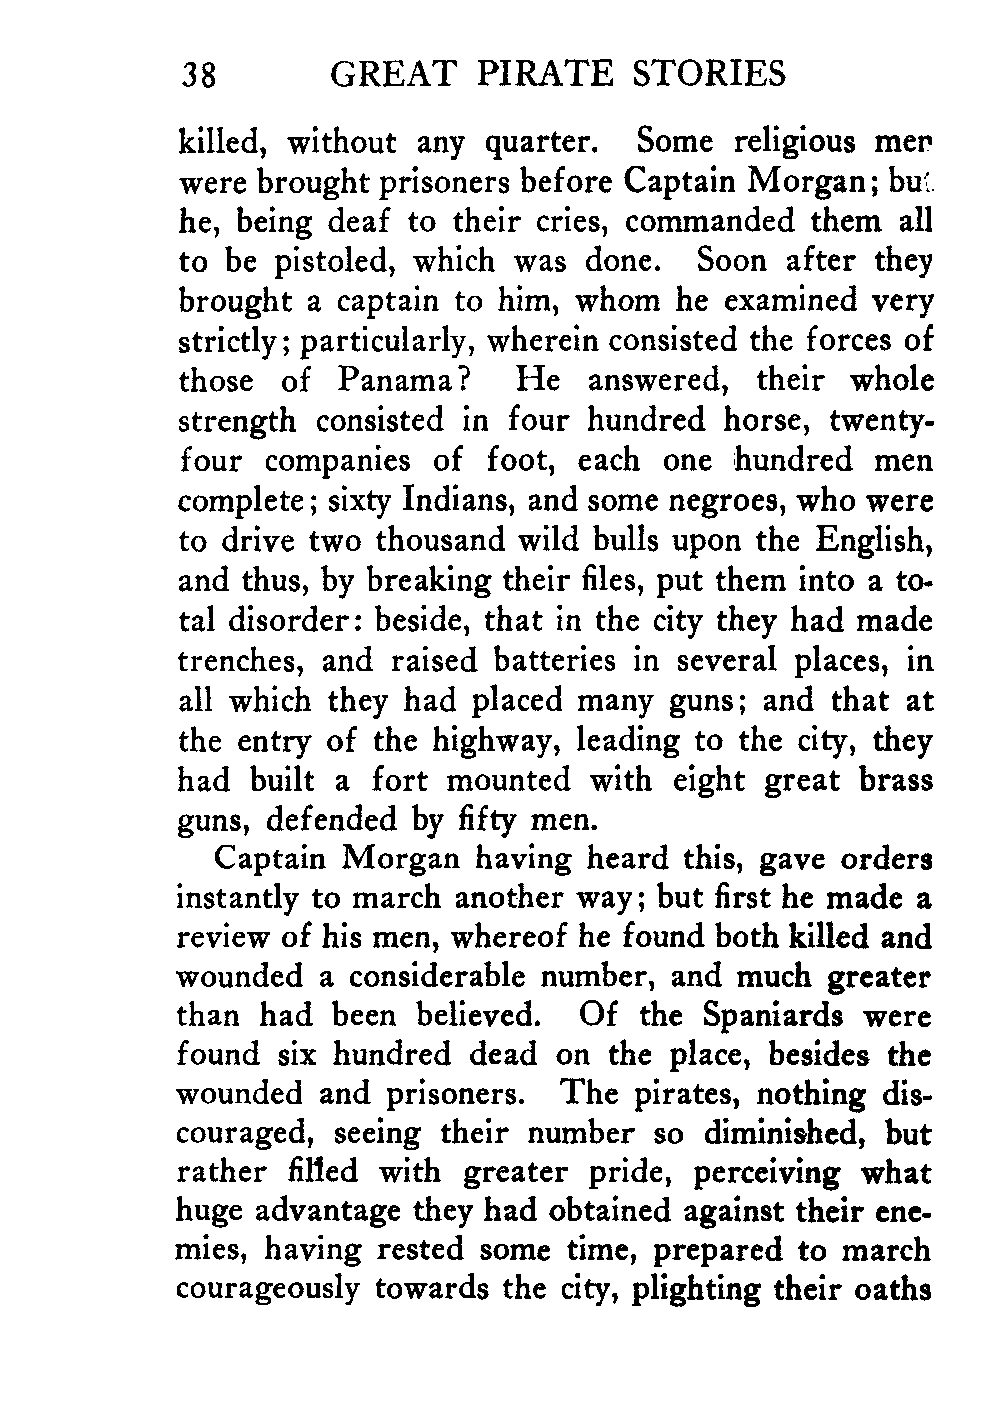 38 GREAT PIRATE STORIES
killed, without any quarter. Some religious men
were brought prisoners before Captain Morgan; but
he, being deaf to their cries, commanded them all
to be pistoled, which was done. Soon after they
brought a captain to him, whom he examined very
strictly; particularly, wherein consisted the forces of
those of Panama? He answered, their whole
strength consisted in four hundred horse, twenty-
four companies of foot, each one hundred men
complete; sixty Indians, and some negroes, who were
to drive two thousand wild bulls upon the English,
and thus, by breaking their files, put them into a to-
tal disorder: beside, that in the city they had made
trenches, and raised batteries in several places, in
all which they had placed many guns; and that at
the entry of the highway, leading to the city, they
had built a fort mounted with eight great brass
guns, defended by fifty men.
Captain Morgan having heard this, gave orders
instantly to march another way; but first he made a
review of his men, whereof he found both killed and
wounded a considerable number, and much greater
than had been believed. Of the Spaniards were
found six hundred dead on the place, besides the
wounded and prisoners. The pirates, nothing dis-
couraged, seeing their number so diminished, but
rather filled with greater pride, perceiving what
huge advantage they had obtained against their ene-
mies, having rested some time, prepared to march
courageously towards the city, plighting their oaths